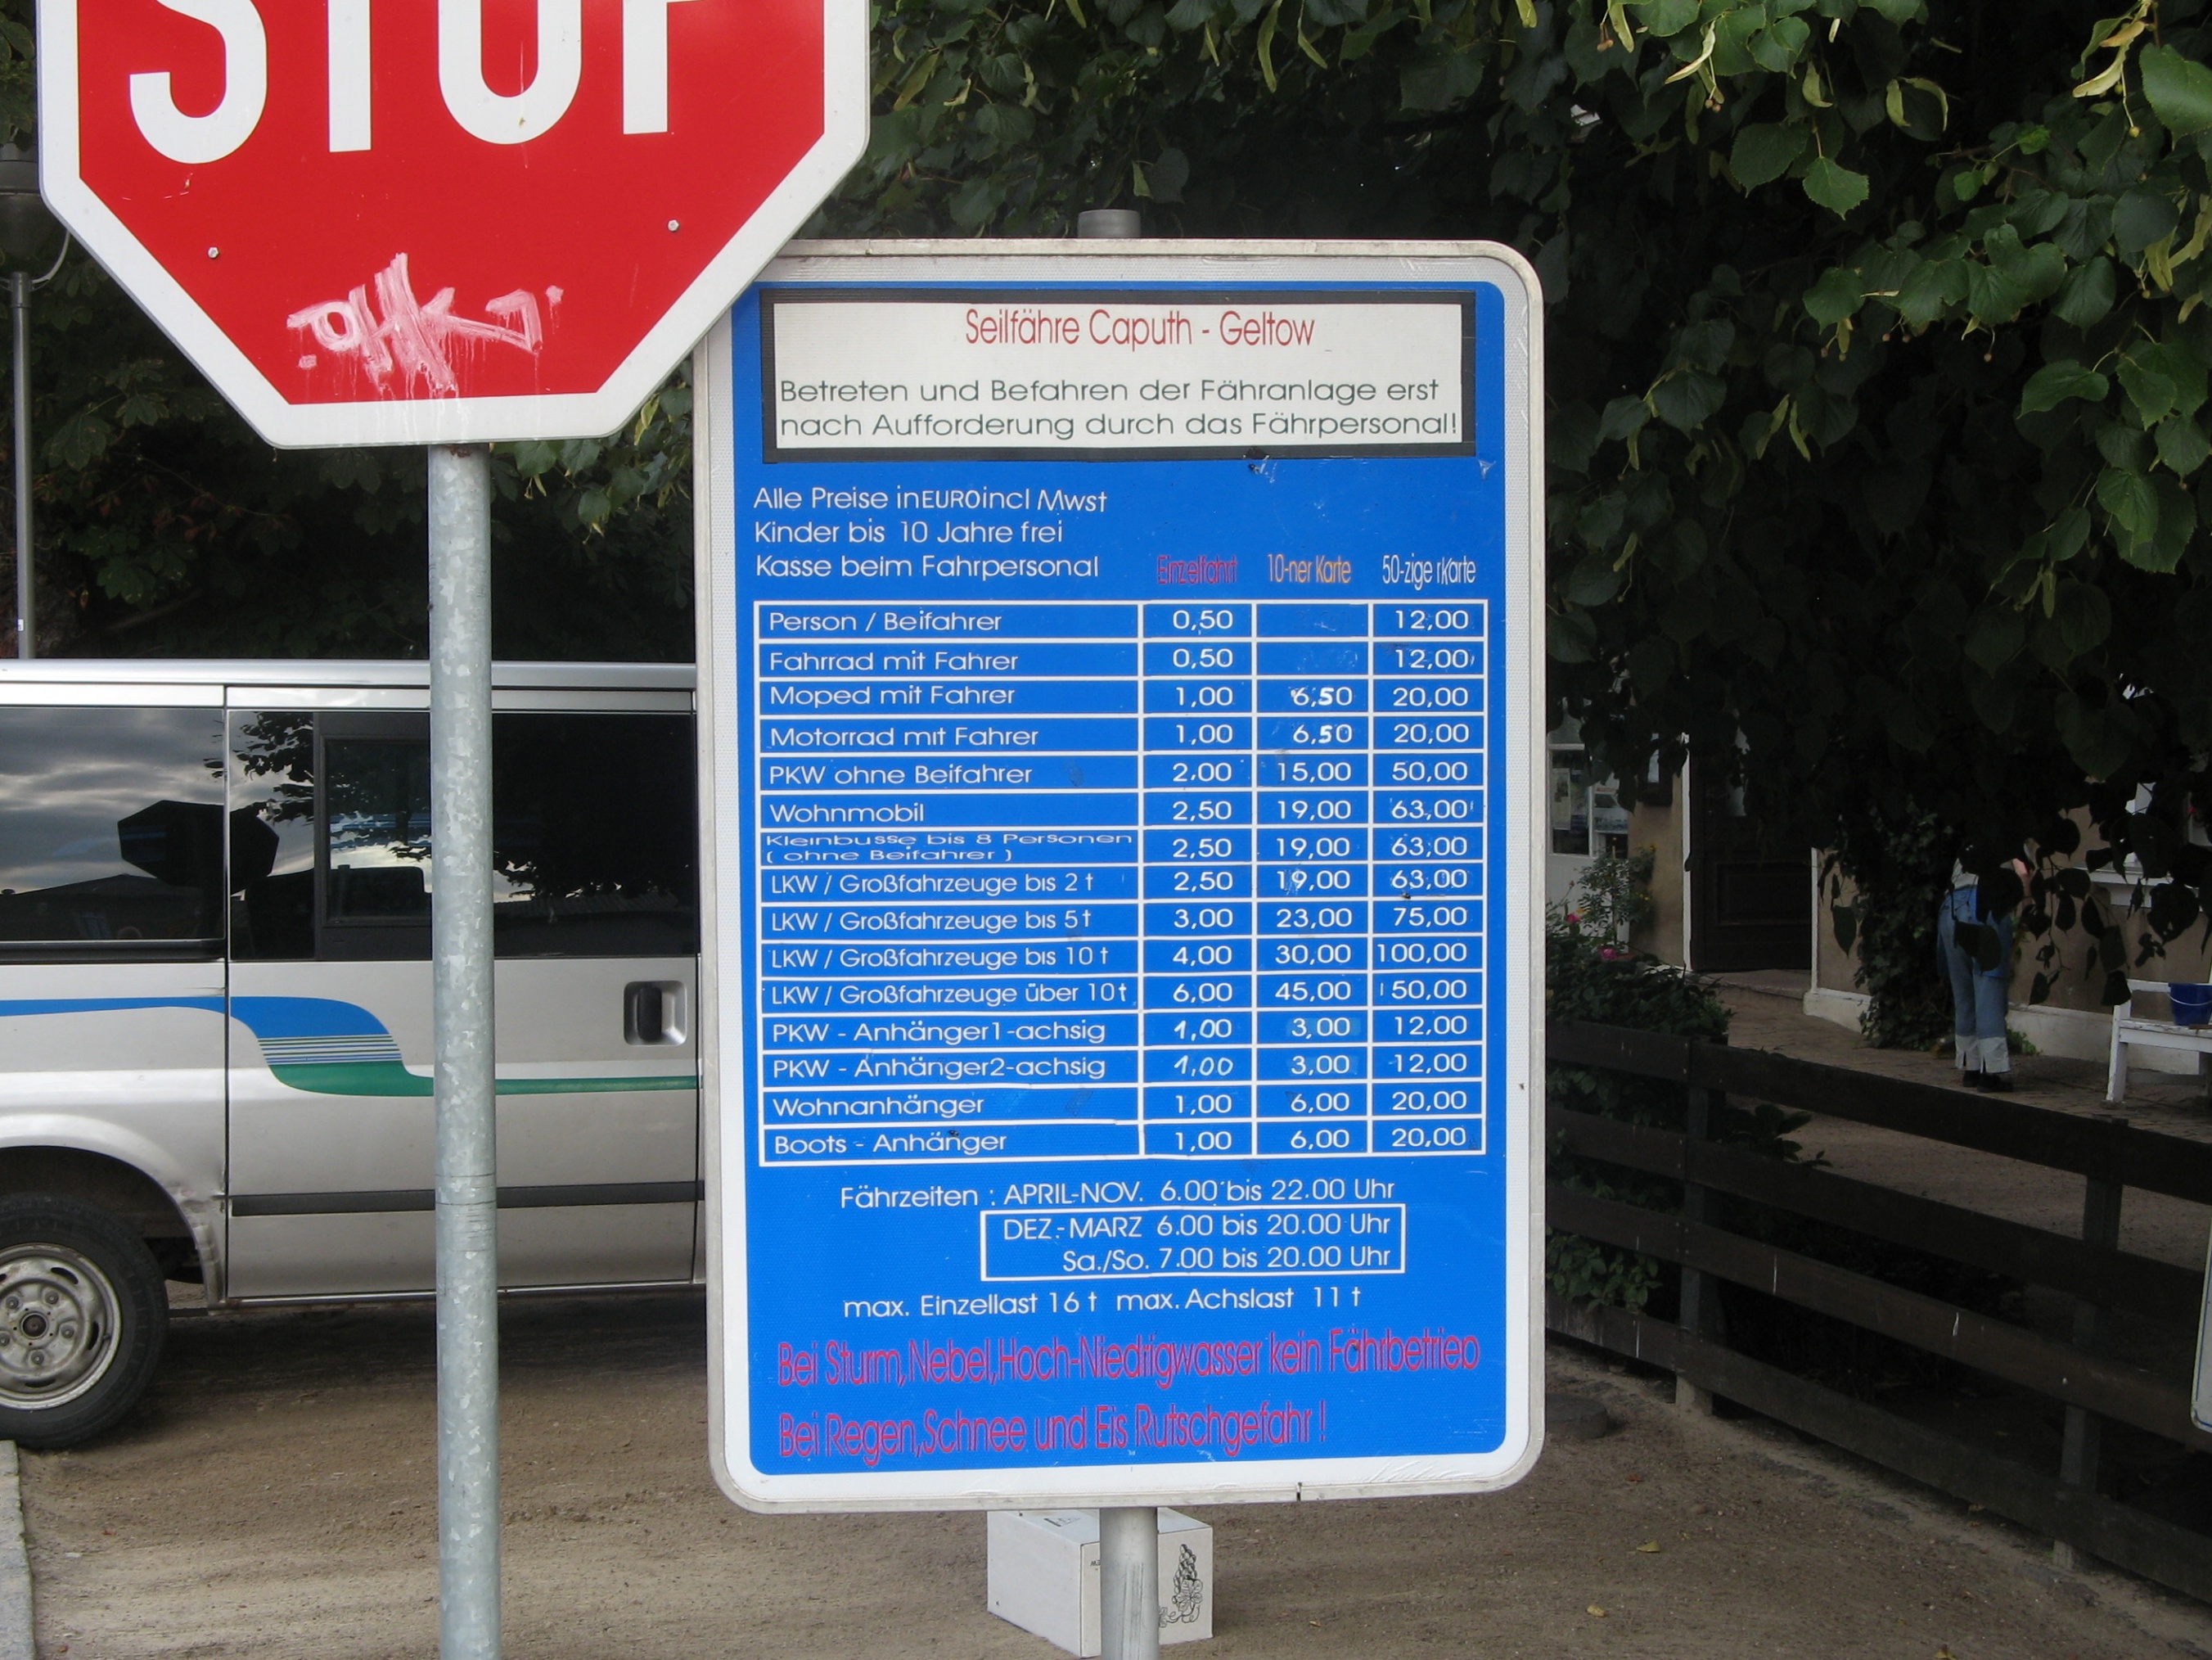 STOP
Seilfähre Caputh - Geltow
Betreten und Befahren der Fähranlage erst
nach Aufforderung durch das Fährpersonal!
Alle Preise in EURO incl Mwst
Kinder bis 10 Jahre frei
Kasse beim Fahrpersonal Einzelfahrt 10-ner Karte 50-zige rKarte
Person / Beifahrer 0,50 12,00
Fahrrad mit Fahrer 0,50 12,00
Moped mit Fahrer 1,00 6,50 20,00
Motorrad mit Fahrer 1,00 6,50 20,00
PKW ohne Beifahrer 2,00 15,00 50,00
Wohnmobil 2,50 19,00 63,00
Kleinbusse bis 8 Personen
( ohne Beifahrer ) 2,50 19,00 63,00
LKW / Großfahrzeuge bis 2 t 2,50 19,00 63,00
LKW / Großfahrzeuge bis 5 t 3,00 23,00 75,00
LKW / Großfahrzeuge bis 10 t 4,00 30,00 100,00
LKW / Großfahrzeuge über 10 t 6,00 45,00 150,00
PKW - Anhänger 1-achsig 1,00 3,00 12,00
PKW - Anhänger 2-achsig 1,00 3,00 12,00
Wohnanhänger 1,00 6,00 20,00
Boots - Anhänger 1,00 6,00 20,00
Fährzeiten : APRIL-NOV. 6.00 bis 22.00 Uhr
DEZ.-MARZ 6.00 bis 20.00 Uhr
Sa./So. 7.00 bis 20.00 Uhr
max. Einzellast 16 t max. Achslast 11 t
Bei Sturm,Nebel,Hoch-Niedrigwasser kein Fährbetrieb
Bei Regen,Schnee und Eis Rutschgefahr !